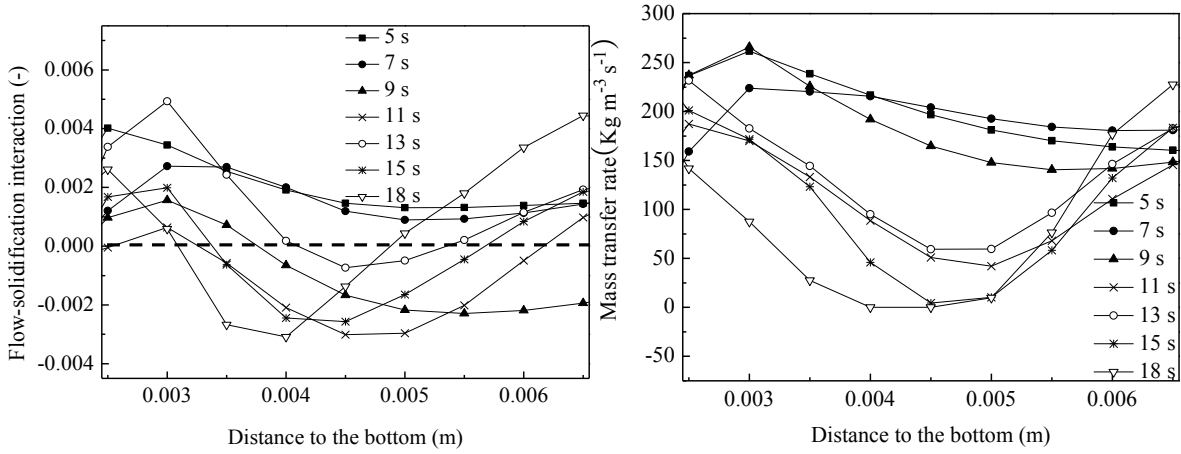 Flow-solidification interaction (-)
0.006
0.004
0.002
0.000
-0.002
-0.004
5 s
7 s
9 s
11 s
13 s
15 s
18 s
0.003
0.004
0.005
0.006
Distance to the bottom (m)
Mass transfer rate(Kg m-3 s-1)
300
250
200
150
100
50
0
-50
5 s
7 s
9 s
11 s
13 s
15 s
18 s
0.003
0.004
0.005
0.006
Distance to the bottom (m)